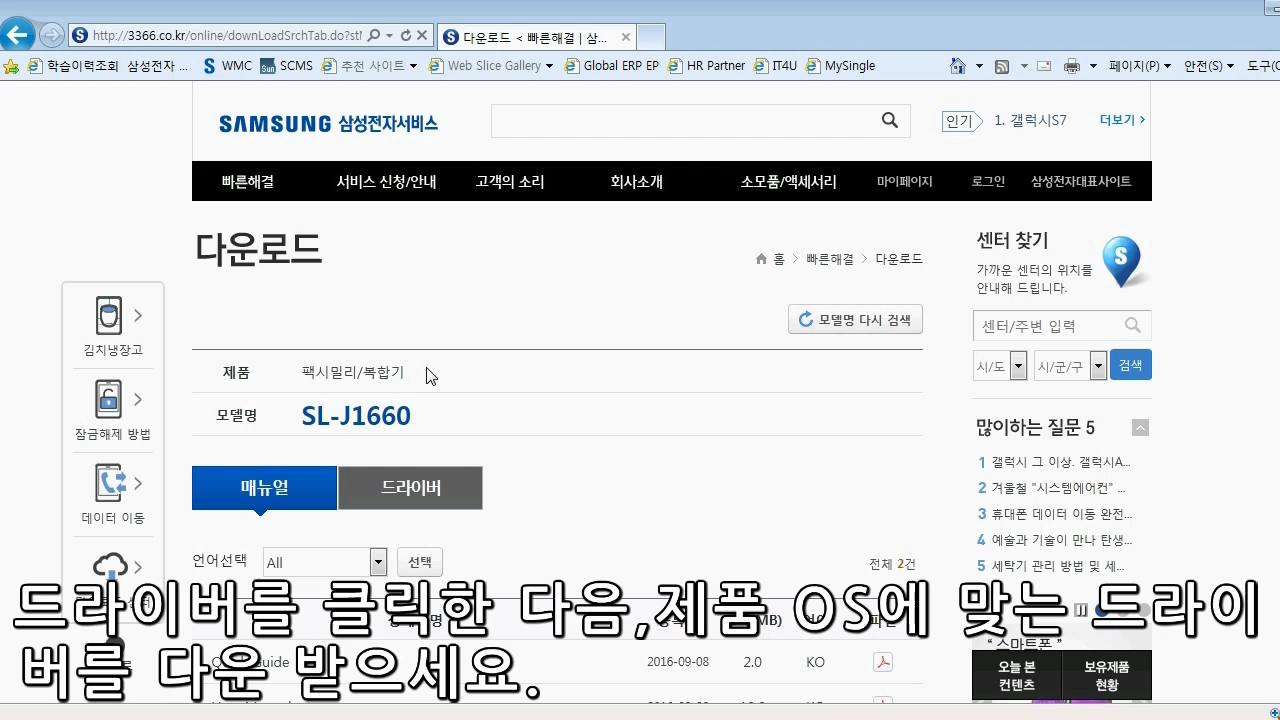 http://3366.co.kr/online/downLoadSrchTab.do?stl
다운로드 < 빠른해결 | 삼...
학습이력조회 삼성전자 ... WMC SCMS 추천 사이트 Web Slice Gallery Global ERP EP HR Partner IT4U MySingle 페이지(P) 안전(S) 도구(
SAMSUNG 삼성전자서비스
인기 1. 갤럭시S7 더보기
빠른해결 서비스 신청/안내 고객의 소리 회사소개 소모품/액세서리 마이페이지 로그인 삼성전자대표사이트
다운로드
홈 > 빠른해결 > 다운로드
모델명 다시 검색
제품 팩시밀리/복합기
모델명 SL-J1660
매뉴얼 드라이버
언어선택 All 선택
전체 2건
2016-09-08 2.0 KO
김치냉장고
잠금해제 방법
데이터 이동
센터 찾기
가까운 센터의 위치를
안내해 드립니다.
센터/주변 입력
시/도 시/군/구 검색
많이하는 질문 5
1 갤럭시 그 이상. 갤럭시A...
2 겨울철 "시스템에어컨" ...
3 휴대폰 데이터 이동 완전...
4 예술과 기술이 만나 탄생...
5 세탁기 관리 방법 및 세...
“ 스마트폰 ”
오늘 본
컨텐츠
보유제품
현황
드라이버를 클릭한 다음,제품 OS에 맞는 드라이
버를 다운 받으세요.